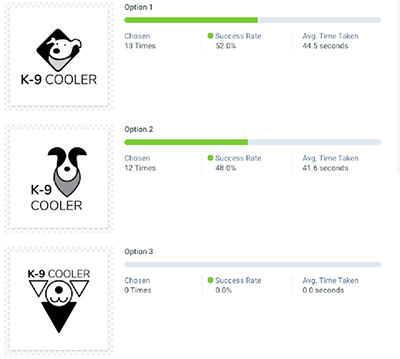 Option 1
K-9 COOLER
Chosen
13 Times
Success Rate
52.0%
Avg. Time Taken
44.5 seconds
Option 2
K-9
COOLER
Chosen
12 Times
Success Rate
48.0%
Avg. Time Taken
41.6 seconds
Option 3
K-9 COOLER
Chosen
0 Times
Success Rate
0.0%
Avg. Time Taken
0.0 seconds